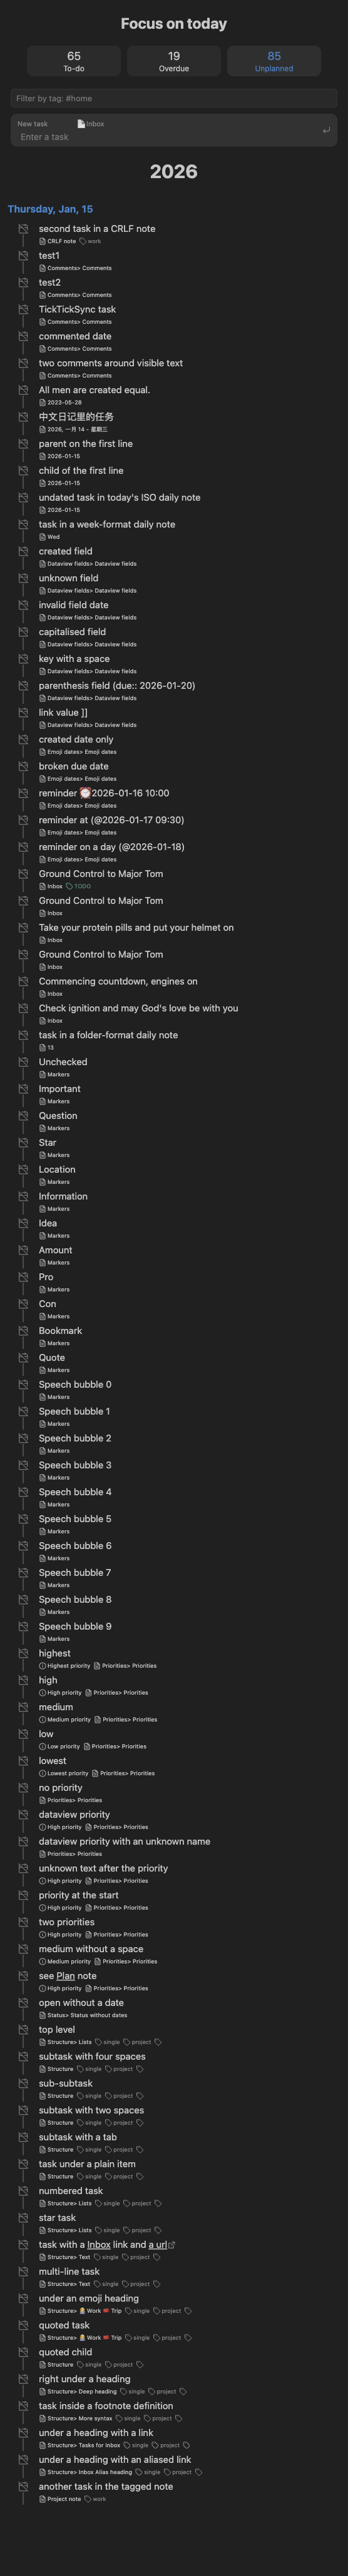 Focus on today
65
To-do
19
Overdue
85
Unplanned
Filter by tag: #home
New task Inbox
Enter a task
2026
Thursday, Jan, 15
second task in a CRLF note
CRLF note work
test1
Comments> Comments
test2
Comments> Comments
TickTickSync task
Comments> Comments
commented date
Comments> Comments
two comments around visible text
Comments> Comments
All men are created equal.
2023-05-28
中文日记里的任务
2026, 一月 14 - 星期三
parent on the first line
2026-01-15
child of the first line
2026-01-15
undated task in today's ISO daily note
2026-01-15
task in a week-format daily note
Wed
created field
Dataview fields> Dataview fields
unknown field
Dataview fields> Dataview fields
invalid field date
Dataview fields> Dataview fields
capitalised field
Dataview fields> Dataview fields
key with a space
Dataview fields> Dataview fields
parenthesis field (due:: 2026-01-20)
Dataview fields> Dataview fields
link value ]]
Dataview fields> Dataview fields
created date only
Emoji dates> Emoji dates
broken due date
Emoji dates> Emoji dates
reminder ⏰2026-01-16 10:00
Emoji dates> Emoji dates
reminder at (@2026-01-17 09:30)
Emoji dates> Emoji dates
reminder on a day (@2026-01-18)
Emoji dates> Emoji dates
Ground Control to Major Tom
Inbox TODO
Ground Control to Major Tom
Inbox
Take your protein pills and put your helmet on
Inbox
Ground Control to Major Tom
Inbox
Commencing countdown, engines on
Inbox
Check ignition and may God's love be with you
Inbox
task in a folder-format daily note
13
Unchecked
Markers
Important
Markers
Question
Markers
Star
Markers
Location
Markers
Information
Markers
Idea
Markers
Amount
Markers
Pro
Markers
Con
Markers
Bookmark
Markers
Quote
Markers
Speech bubble 0
Markers
Speech bubble 1
Markers
Speech bubble 2
Markers
Speech bubble 3
Markers
Speech bubble 4
Markers
Speech bubble 5
Markers
Speech bubble 6
Markers
Speech bubble 7
Markers
Speech bubble 8
Markers
Speech bubble 9
Markers
highest
Highest priority Priorities> Priorities
high
High priority Priorities> Priorities
medium
Medium priority Priorities> Priorities
low
Low priority Priorities> Priorities
lowest
Lowest priority Priorities> Priorities
no priority
Priorities> Priorities
dataview priority
High priority Priorities> Priorities
dataview priority with an unknown name
Priorities> Priorities
unknown text after the priority
High priority Priorities> Priorities
priority at the start
High priority Priorities> Priorities
two priorities
High priority Priorities> Priorities
medium without a space
Medium priority Priorities> Priorities
see Plan note
High priority Priorities> Priorities
open without a date
Status> Status without dates
top level
Structure> Lists single project
subtask with four spaces
Structure single project
sub-subtask
Structure single project
subtask with two spaces
Structure single project
subtask with a tab
Structure single project
task under a plain item
Structure single project
numbered task
Structure> Lists single project
star task
Structure> Lists single project
task with a Inbox link and a url
Structure> Text single project
multi-line task
Structure> Text single project
under an emoji heading
Structure> Work Trip single project
quoted task
Structure> Work Trip single project
quoted child
Structure single project
right under a heading
Structure> Deep heading single project
task inside a footnote definition
Structure> More syntax single project
under a heading with a link
Structure> Tasks for Inbox single project
under a heading with an aliased link
Structure> Inbox Alias heading single project
another task in the tagged note
Project note work